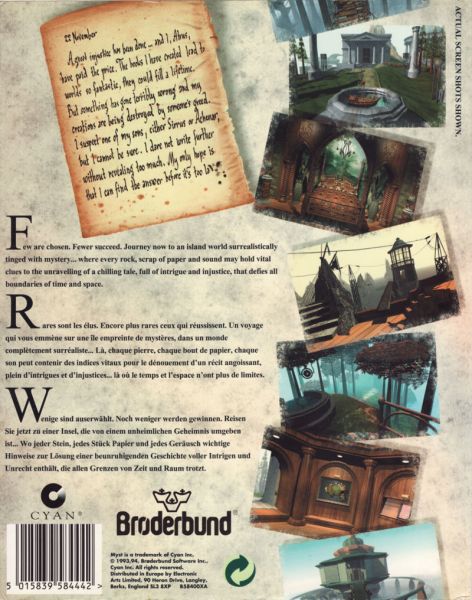 22 November
A great injustice has been done... and I, Atrus,
have paid the price. The books I have created lead to
worlds so fantastic, they could fill a lifetime.
But something has gone terribly wrong and my
creations are being destroyed by someone's greed.
I suspect one of my sons, either Sirrus or Achenar,
but I cannot be sure. I dare not write further
without revealing too much. My only hope is
that I can find the answer before it's too late.
ACTUAL SCREEN SHOTS SHOWN.
Few are chosen. Fewer succeed. Journey now to an island world surrealistically
tinged with mystery... where every rock, scrap of paper and sound may hold vital
clues to the unravelling of a chilling tale, full of intrigue and injustice, that defies all
boundaries of time and space.
Rares sont les élus. Encore plus rares ceux qui réussissent. Un voyage
qui vous emmène sur une île empreinte de mystères, dans un monde
complètement surréaliste... Là, chaque pierre, chaque bout de papier, chaque
son peut contenir des indices vitaux pour le dénouement d'un récit angoissant,
plein d'intrigues et d'injustices... là où le temps et l'espace n'ont plus de limites.
Wenige sind auserwählt. Noch weniger werden gewinnen. Reisen
Sie jetzt zu einer Insel, die von einem unheimlichen Geheimnis umgeben
ist... Wo jeder Stein, jedes Stück Papier und jedes Geräusch wichtige
Hinweise zur Lösung einer beunruhigenden Geschichte voller Intrigen und
Unrecht enthält, die allen Grenzen von Zeit und Raum trotzt.
CYAN®
Brøderbund®
Myst is a trademark of Cyan Inc.
© 1993,94, Brøderbund Software Inc.,
Cyan Inc. All rights reserved.
Distributed in Europe by Electronic
Arts Limited, 90 Heron Drive, Langley,
Berks, England SL3 8XP B58400XA
5 015839 584442 >